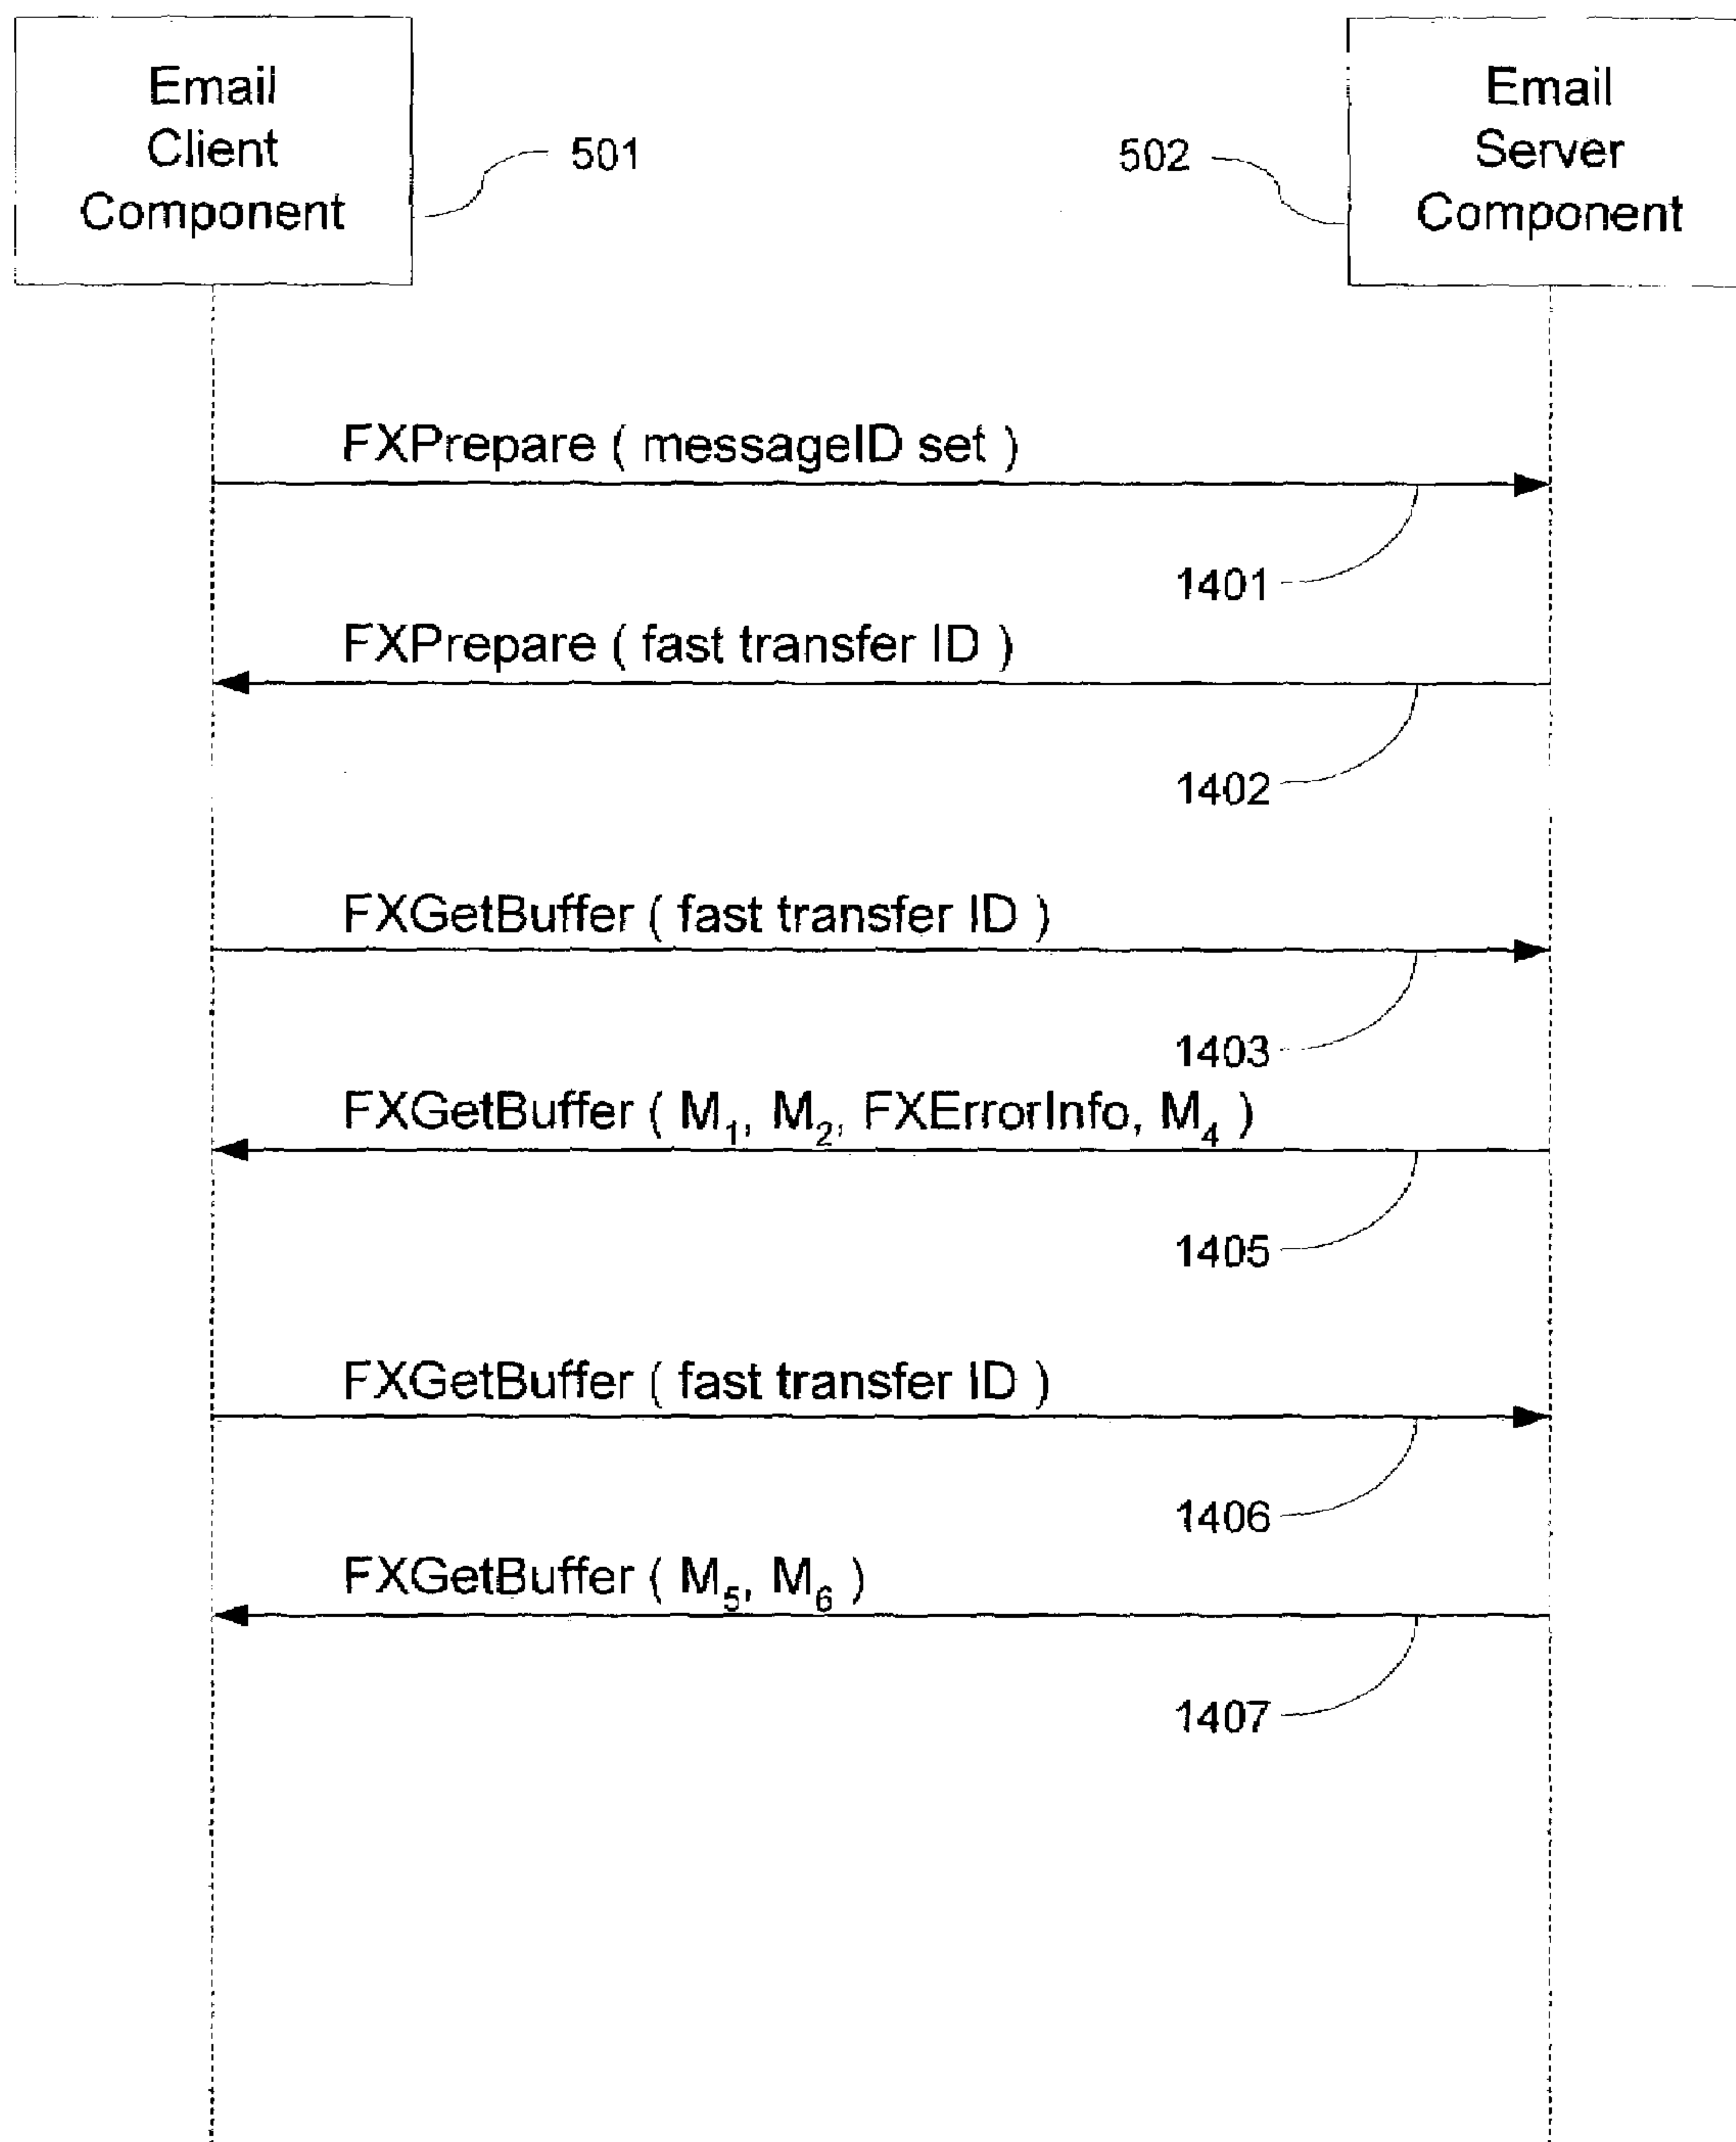 Email
Client
Component
501
502
Email
Server
Component
FXPrepare ( messageID set )
1401
FXPrepare ( fast transfer ID )
1402
FXGetBuffer ( fast transfer ID )
1403
FXGetBuffer ( M1, M2, FXErrorInfo, M4 )
1405
FXGetBuffer ( fast transfer ID )
1406
FXGetBuffer ( M5, M6 )
1407